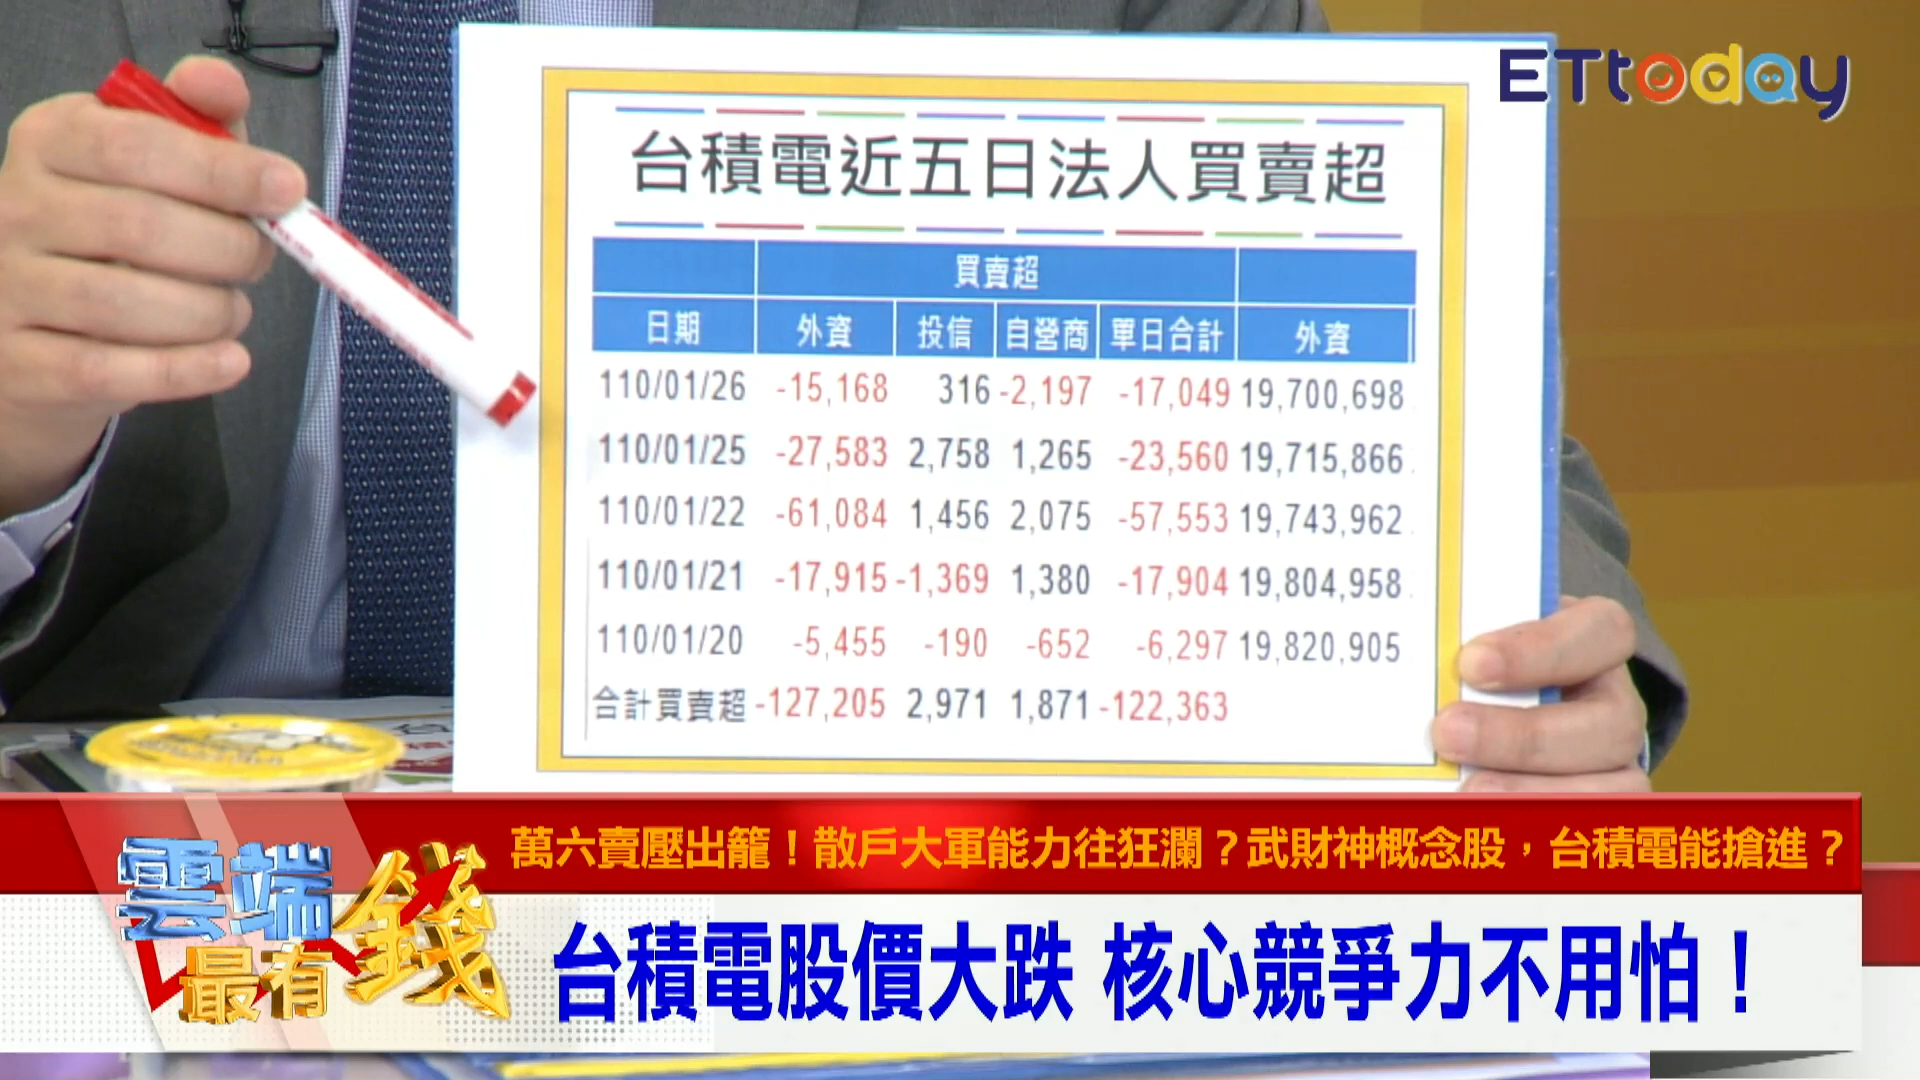 ETtoday
台積電近五日法人買賣超
買賣超
日期 外資 投信 自營商 單日合計 外資
110/01/26 -15,168 316 -2,197 -17,049 19,700,698
110/01/25 -27,583 2,758 1,265 -23,560 19,715,866
110/01/22 -61,084 1,456 2,075 -57,553 19,743,962
110/01/21 -17,915 -1,369 1,380 -17,904 19,804,958
110/01/20 -5,455 -190 -652 -6,297 19,820,905
合計買賣超 -127,205 2,971 1,871 -122,363
萬六賣壓出籠！散戶大軍能力往狂瀾？武財神概念股，台積電能搶進？
雲端最有錢
台積電股價大跌 核心競爭力不用怕！